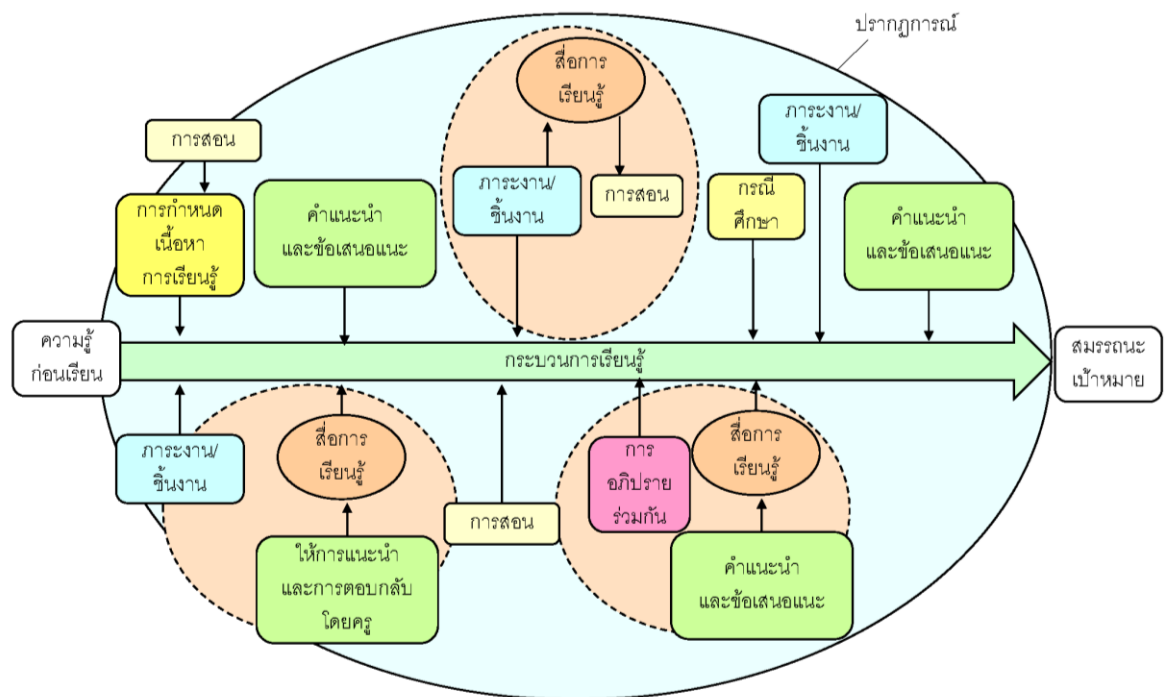 ปรากฏการณ์
สื่อการ
เรียนรู้
ภาระงาน/
ชิ้นงาน
การสอน
ภาระงาน/
ชิ้นงาน
การสอน
กรณี
ศึกษา
การกำหนด
เนื้อหา
การเรียนรู้
คำแนะนำ
และข้อเสนอแนะ
คำแนะนำ
และข้อเสนอแนะ
ความรู้
ก่อนเรียน
กระบวนการเรียนรู้
สมรรถนะ
เป้าหมาย
ภาระงาน/
ชิ้นงาน
สื่อการ
เรียนรู้
การ
อภิปราย
ร่วมกัน
สื่อการ
เรียนรู้
การสอน
ให้การแนะนำ
และการตอบกลับ
โดยครู
คำแนะนำ
และข้อเสนอแนะ